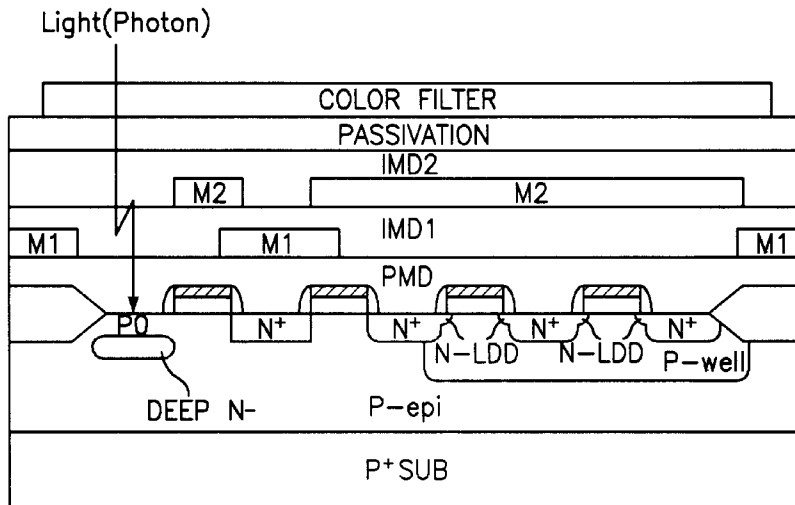 Light(Photon)
COLOR FILTER
PASSIVATION
IMD2
M2 M2
IMD1
M1 M1 M1
PMD
PO N+ N+ N+ N+
N-LDD N-LDD P-well
DEEP N- P-epi
P+SUB